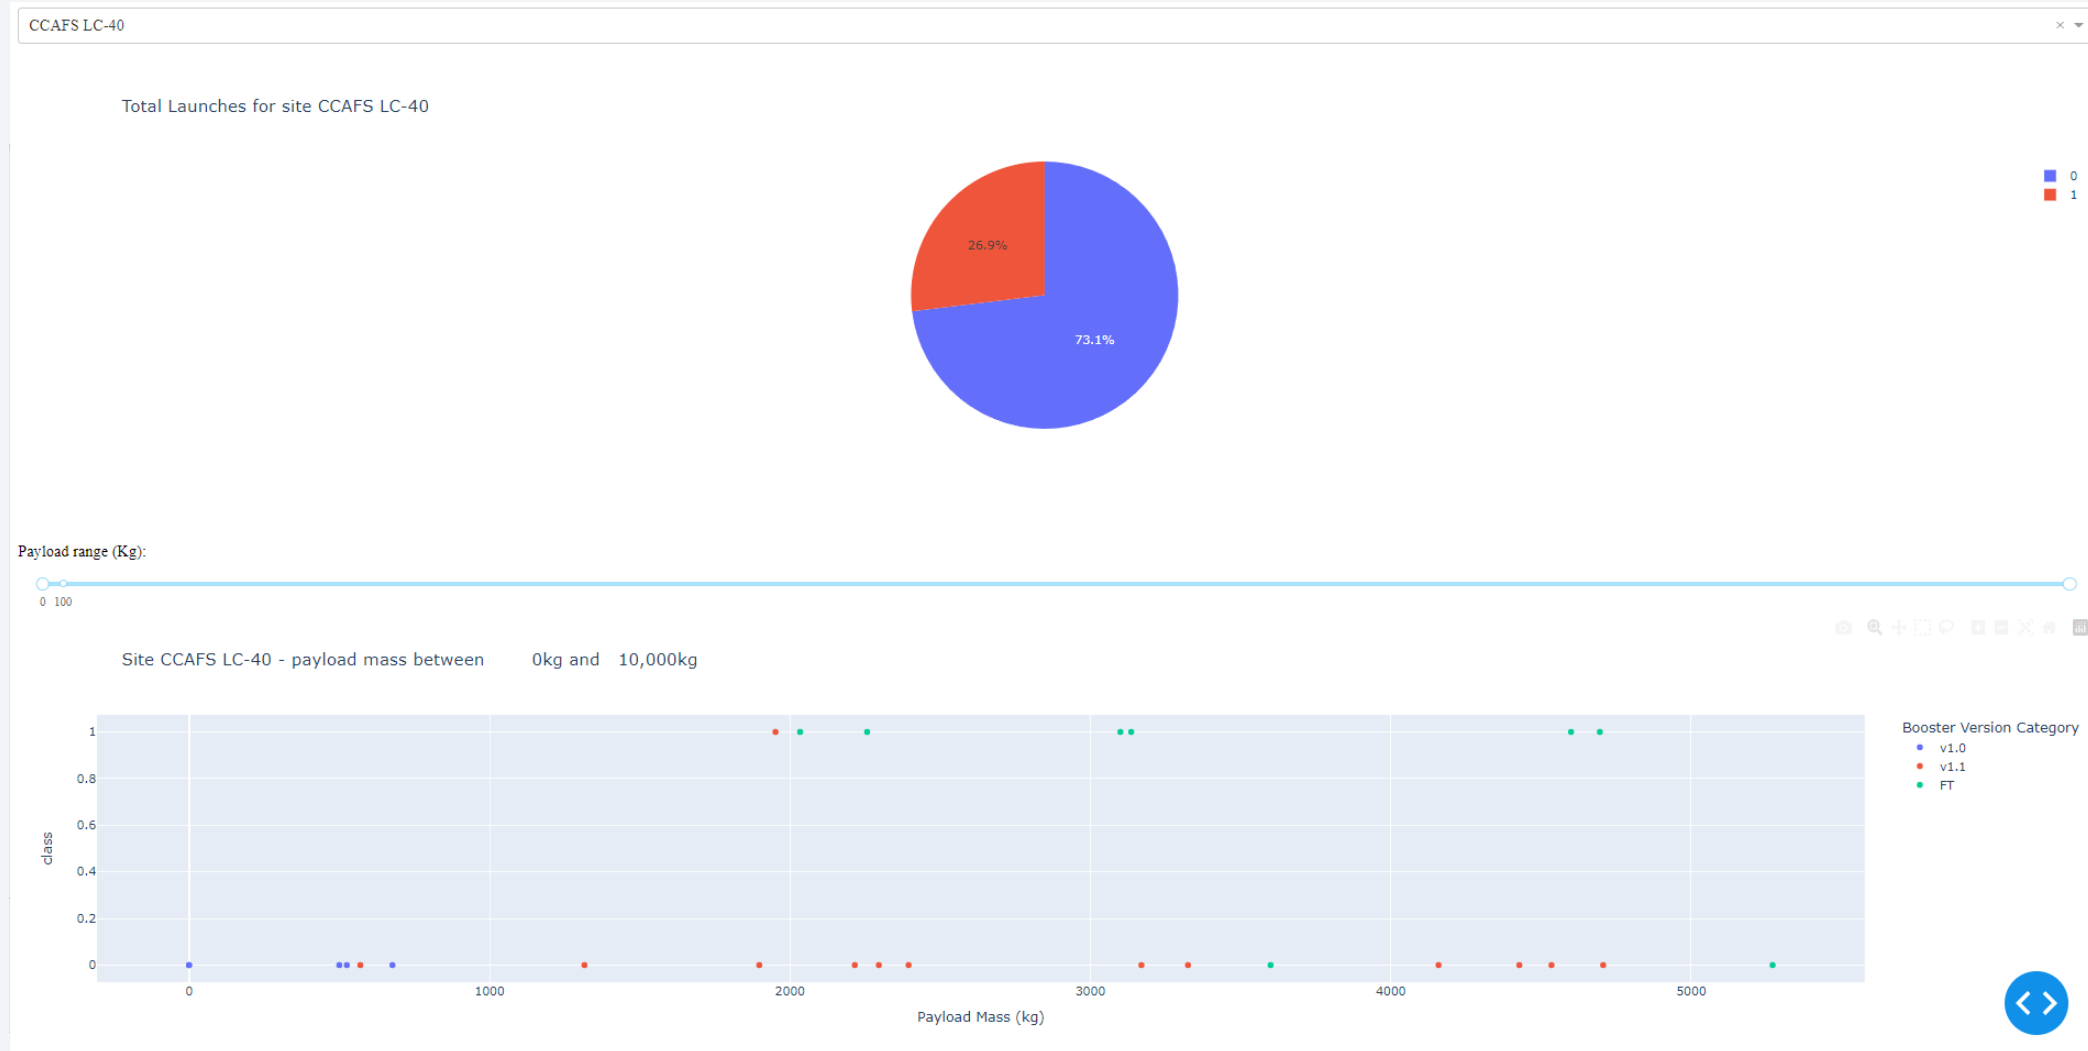 CCAFS LC-40
Total Launches for site CCAFS LC-40
0
1
26.9%
73.1%
Payload range (Kg):
0 100
Site CCAFS LC-40 - payload mass between 0kg and 10,000kg
Booster Version Category
v1.0
v1.1
FT
1
0.8
0.6
0.4
0.2
0
class
0 1000 2000 3000 4000 5000
Payload Mass (kg)